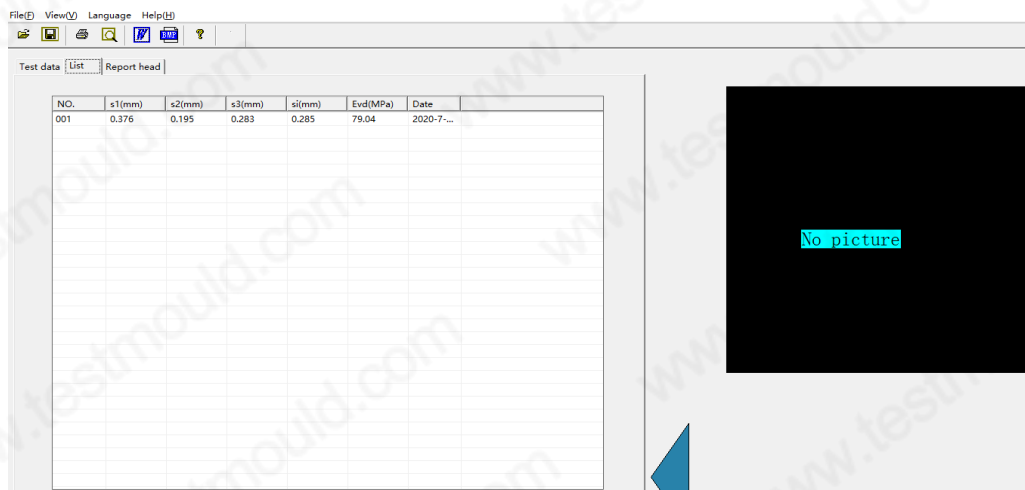 File(F) View(V) Language Help(H)
W BMP ?
Test data List Report head
NO. s1(mm) s2(mm) s3(mm) si(mm) Evd(MPa) Date
001 0.376 0.195 0.283 0.285 79.04 2020-7-...
No picture
www.testmould.com